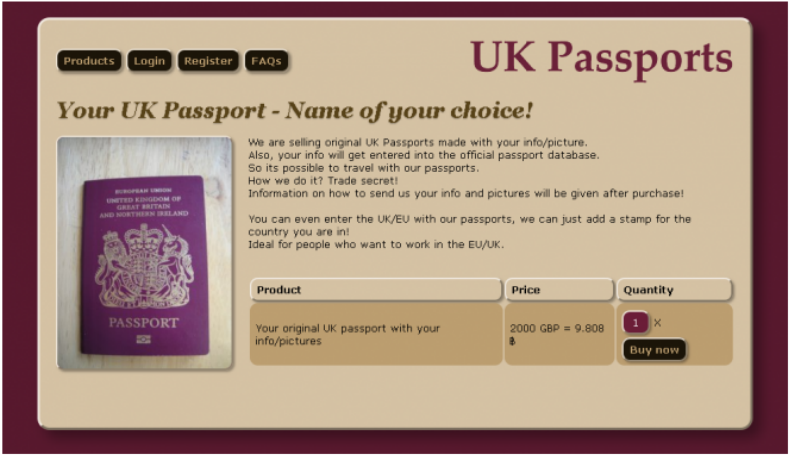 Products Login Register FAQs
UK Passports
Your UK Passport - Name of your choice!
EUROPEAN UNION
UNITED KINGDOM OF
GREAT BRITAIN
AND NORTHERN IRELAND
PASSPORT
We are selling original UK Passports made with your info/picture.
Also, your info will get entered into the official passport database.
So its possible to travel with our passports.
How we do it? Trade secret!
Information on how to send us your info and pictures will be given after purchase!
You can even enter the UK/EU with our passports, we can just add a stamp for the
country you are in!
Ideal for people who want to work in the EU/UK.
Product Price Quantity
Your original UK passport with your
info/pictures
2000 GBP = 9.808
฿
1 X
Buy now